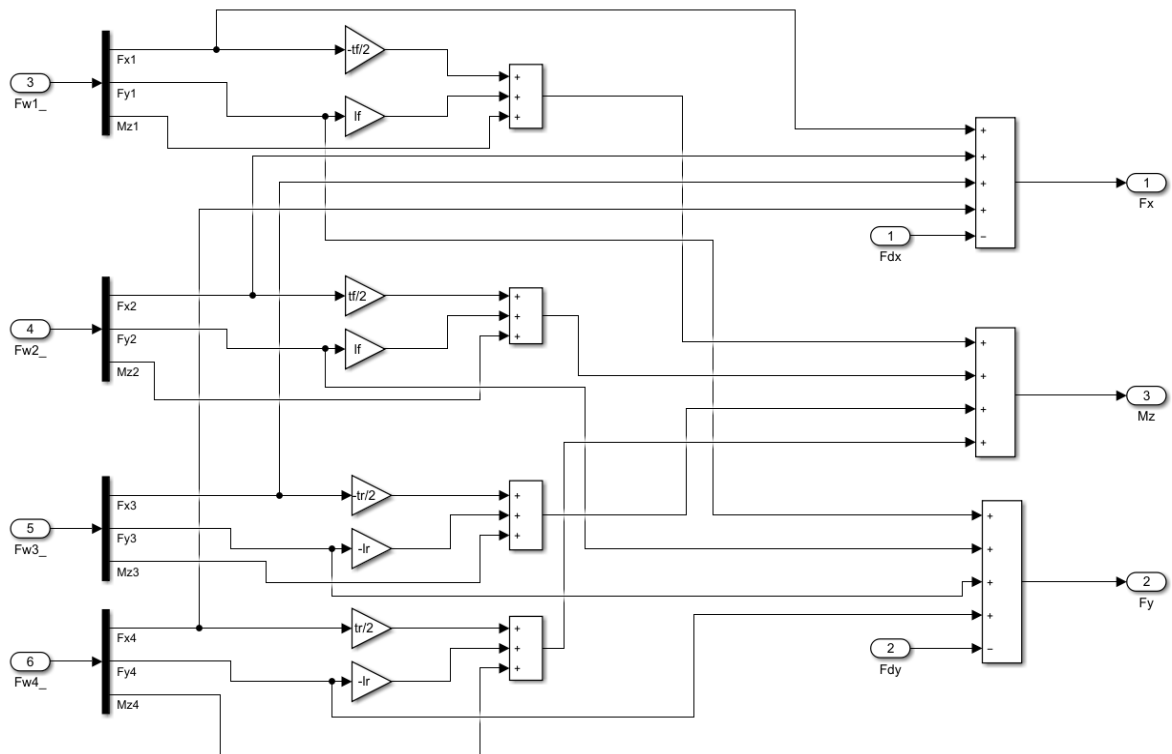 3
Fw1_
Fx1
Fy1
Mz1
-tf/2
lf
+
+
+
4
Fw2_
Fx2
Fy2
Mz2
tf/2
lf
+
+
+
5
Fw3_
Fx3
Fy3
Mz3
-tr/2
-lr
+
+
+
6
Fw4_
Fx4
Fy4
Mz4
tr/2
-lr
+
+
+
1
Fdx
+
+
+
+
−
1
Fx
+
+
+
+
3
Mz
2
Fdy
+
+
+
+
−
2
Fy